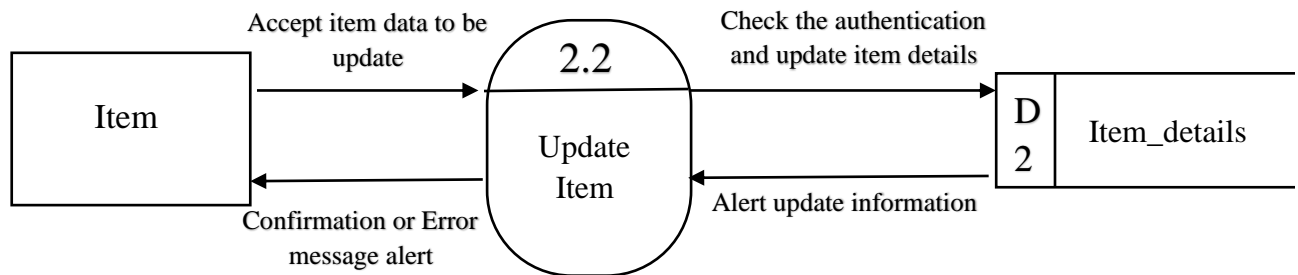 Accept item data to be
update
Check the authentication
and update item details
2.2
Item
Update
Item
D
2
Item_details
Confirmation or Error
message alert
Alert update information